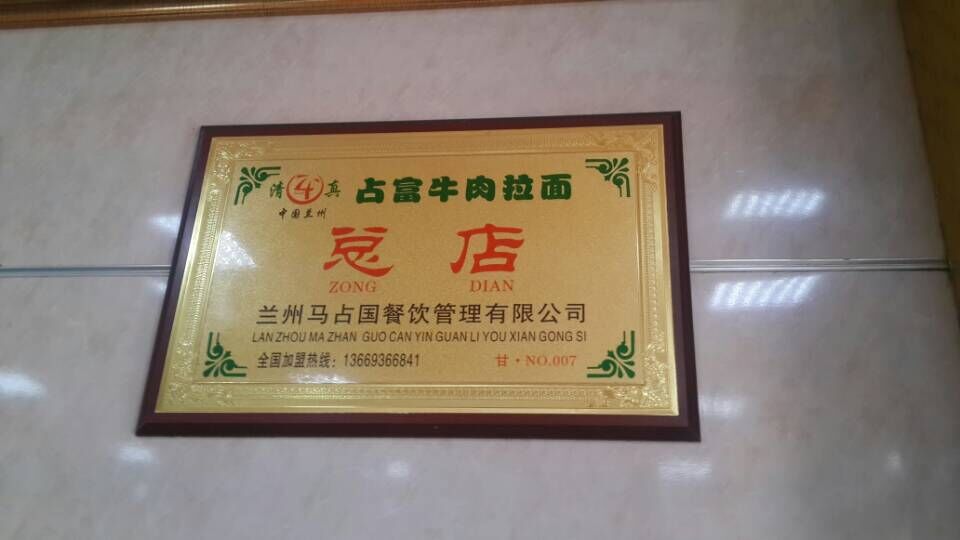 清真 占富牛肉拉面
中国兰州
总店
ZONG DIAN
兰州马占国餐饮管理有限公司
LAN ZHOU MA ZHAN GUO CAN YIN GUAN LI YOU XIAN GONG SI
全国加盟热线：13669366841 甘·NO.007